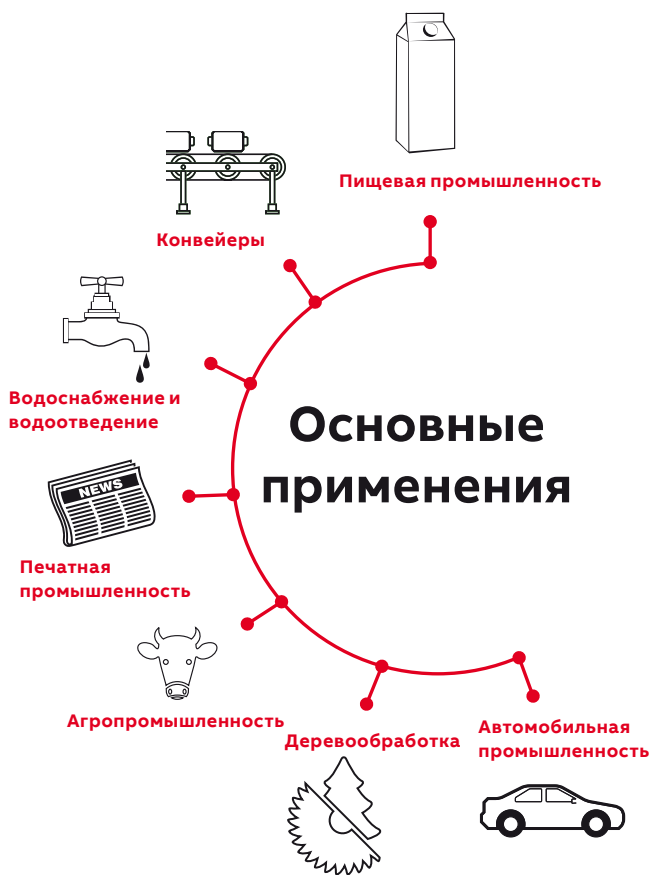 Пищевая промышленность
Конвейеры
Водоснабжение и
водоотведение
Основные
применения
NEWS
Печатная
промышленность
Агропромышленность
Деревообработка
Автомобильная
промышленность